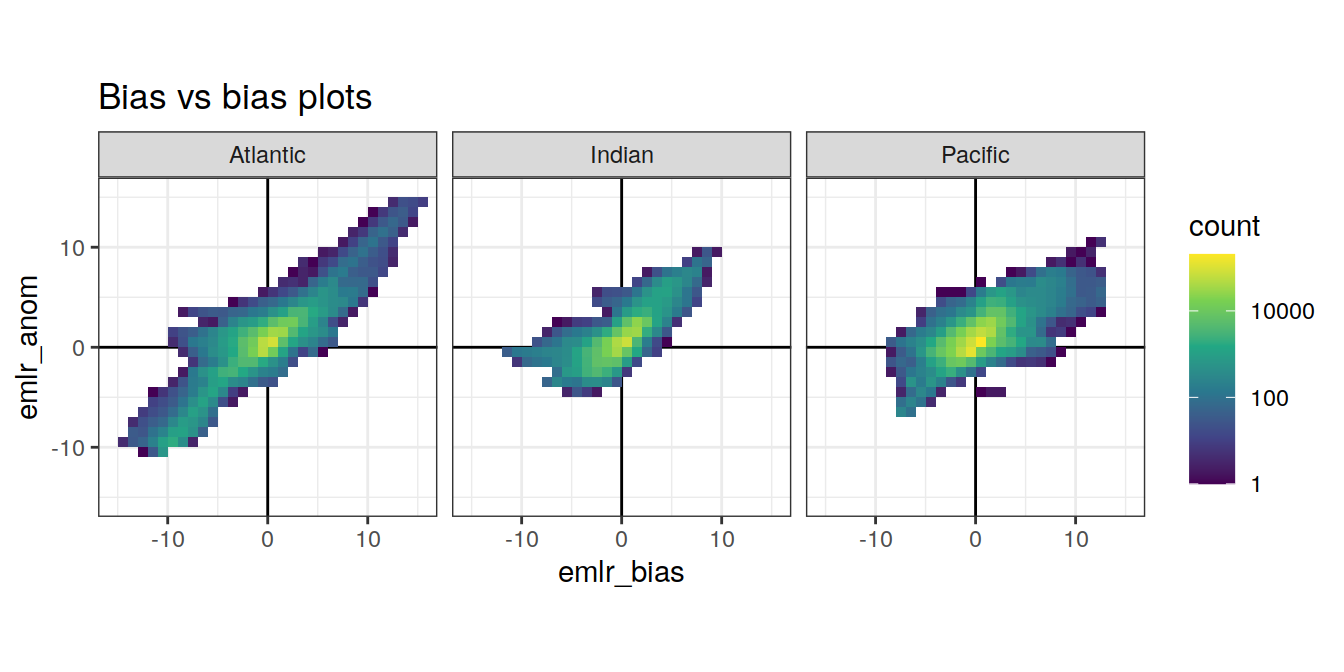 Bias vs bias plots
Atlantic Indian Pacific
count
10
0
-10
10000
100
1
-10 0 10 -10 0 10 -10 0 10
emlr_anom
emlr_bias